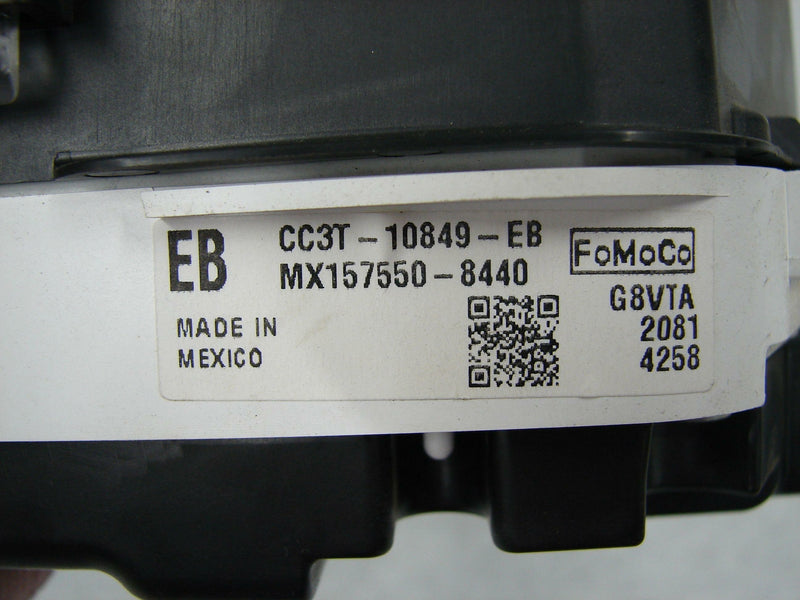 EB
CC3T-10849-EB
MX157550-8440
FoMoCo
G8VTA
2081
4258
MADE IN
MEXICO